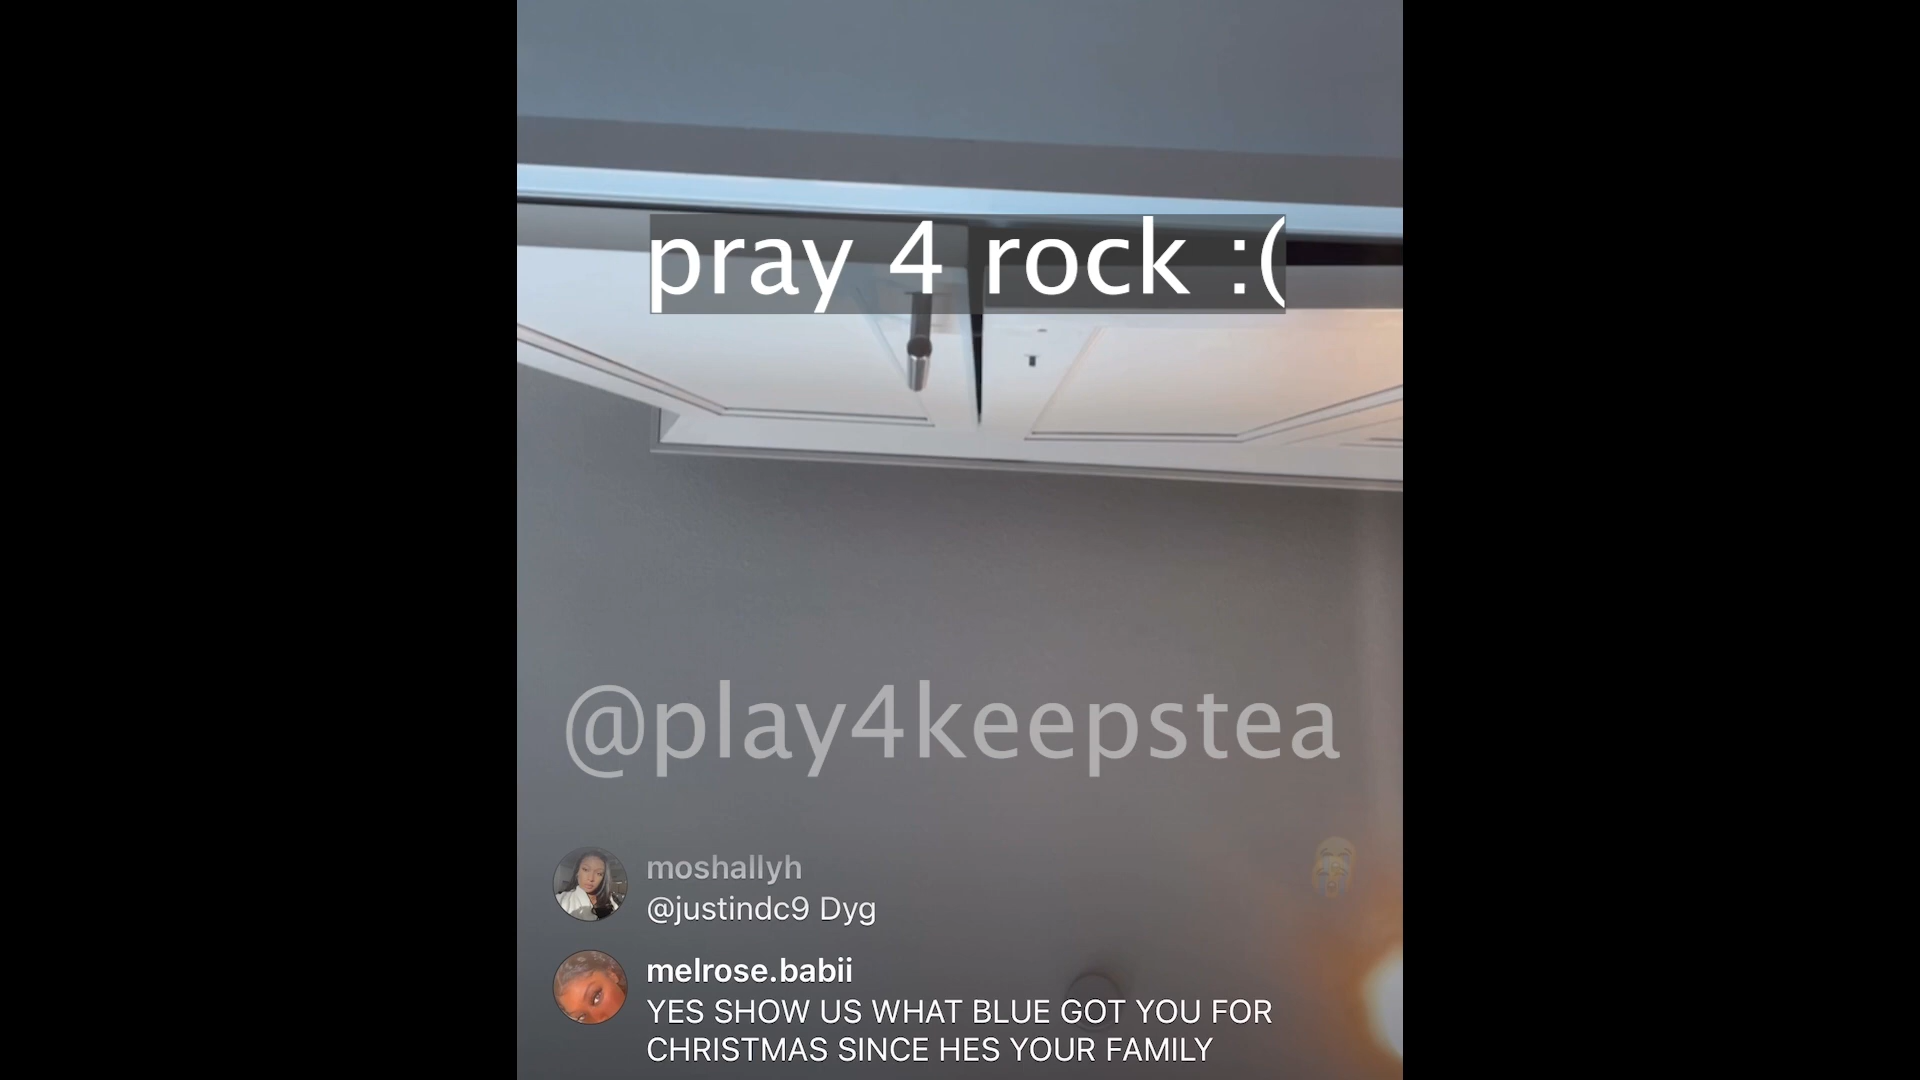 pray 4 rock :(
@play4keepstea
moshallyh
@justindc9 Dyg
melrose.babii
YES SHOW US WHAT BLUE GOT YOU FOR
CHRISTMAS SINCE HES YOUR FAMILY